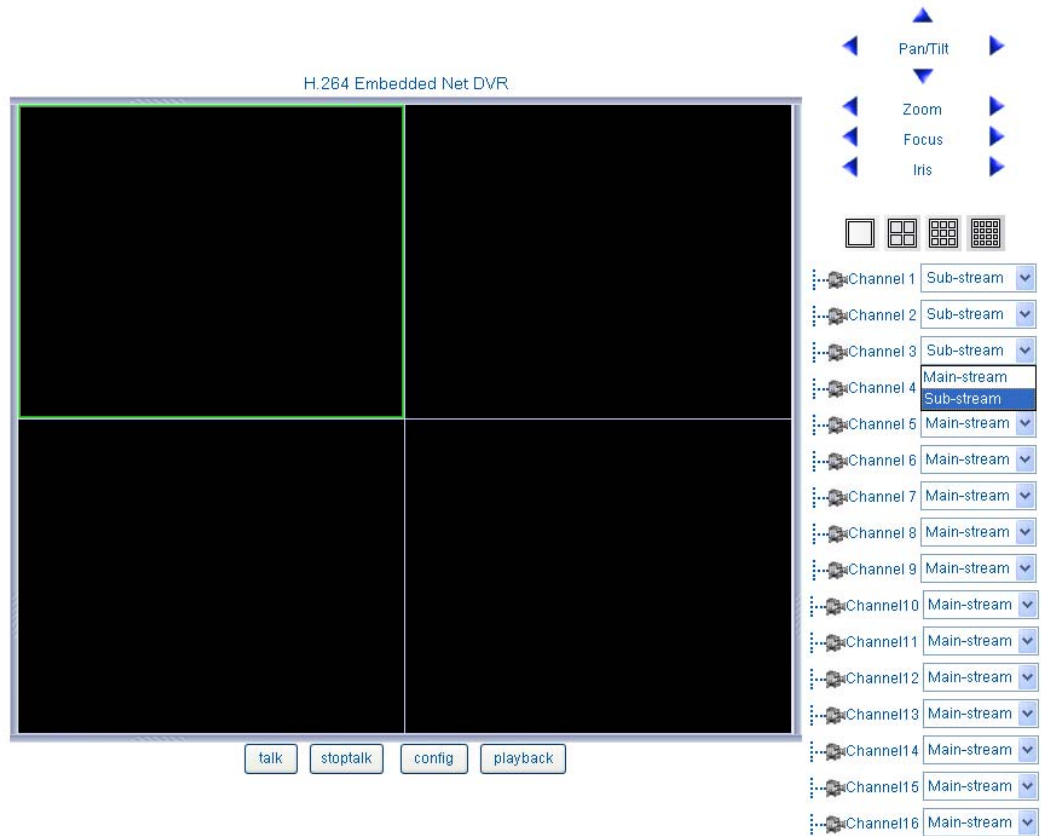 H.264 Embedded Net DVR
Pan/Tilt
Zoom
Focus
Iris
Channel 1 Sub-stream
Channel 2 Sub-stream
Channel 3 Sub-stream
Main-stream
Channel 4
Sub-stream
Channel 5 Main-stream
Channel 6 Main-stream
Channel 7 Main-stream
Channel 8 Main-stream
Channel 9 Main-stream
Channel10 Main-stream
Channel11 Main-stream
Channel12 Main-stream
Channel13 Main-stream
Channel14 Main-stream
Channel15 Main-stream
Channel16 Main-stream
talk stoptalk config playback